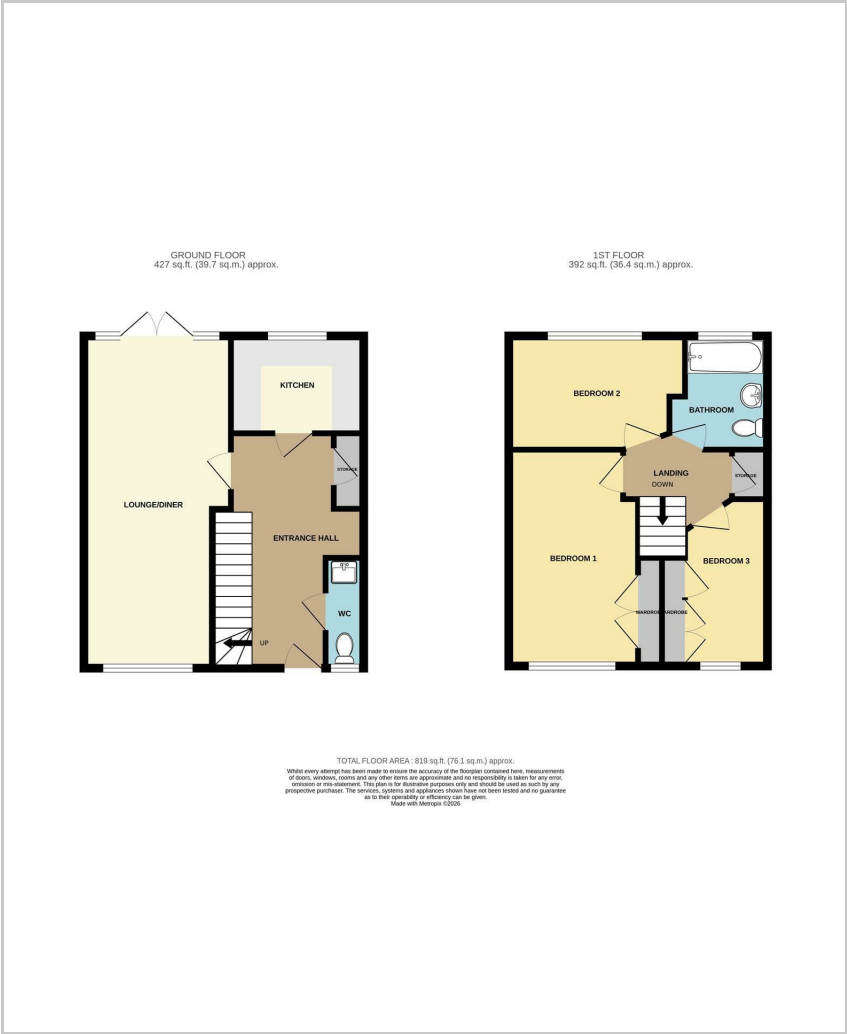 GROUND FLOOR
427 sq.ft. (39.7 sq.m.) approx.
KITCHEN
STORAGE
LOUNGE/DINER
ENTRANCE HALL
WC
UP
1ST FLOOR
392 sq.ft. (36.4 sq.m.) approx.
BEDROOM 2
BATHROOM
LANDING
STORAGE
DOWN
BEDROOM 1
BEDROOM 3
WARDROBE
ARDROBE
TOTAL FLOOR AREA : 819 sq.ft. (76.1 sq.m.) approx.
Whilst every attempt has been made to ensure the accuracy of the floorplan contained here, measurements
of doors, windows, rooms and any other items are approximate and no responsibility is taken for any error,
omission or mis-statement. This plan is for illustrative purposes only and should be used as such by any
prospective purchaser. The services, systems and appliances shown have not been tested and no guarantee
as to their operability or efficiency can be given.
Made with Metropix ©2026